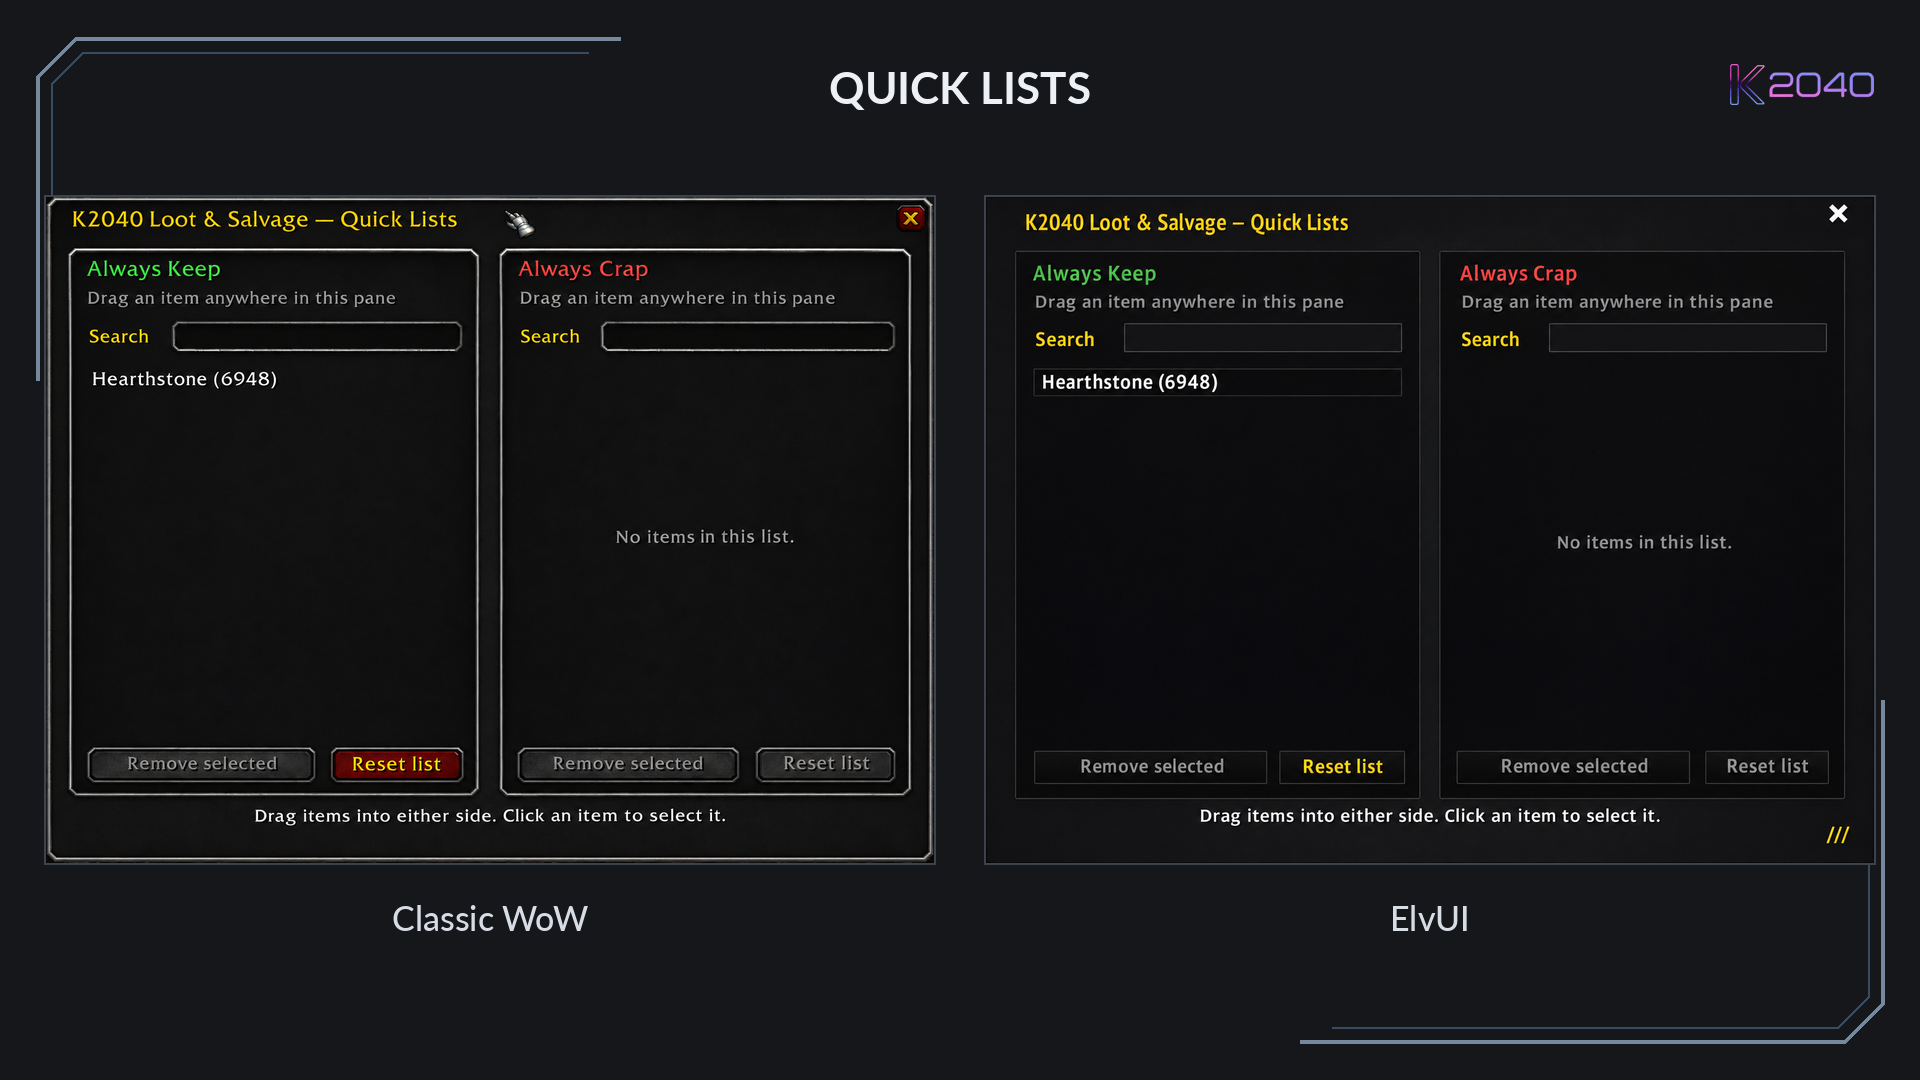 QUICK LISTS
K2040
K2040 Loot & Salvage — Quick Lists
Always Keep
Drag an item anywhere in this pane
Search
Hearthstone (6948)
Remove selected
Reset list
Always Crap
Drag an item anywhere in this pane
Search
No items in this list.
Remove selected
Reset list
Drag items into either side. Click an item to select it.
Classic WoW
K2040 Loot & Salvage – Quick Lists
Always Keep
Drag an item anywhere in this pane
Search
Hearthstone (6948)
Remove selected
Reset list
Always Crap
Drag an item anywhere in this pane
Search
No items in this list.
Remove selected
Reset list
Drag items into either side. Click an item to select it.
///
ElvUI